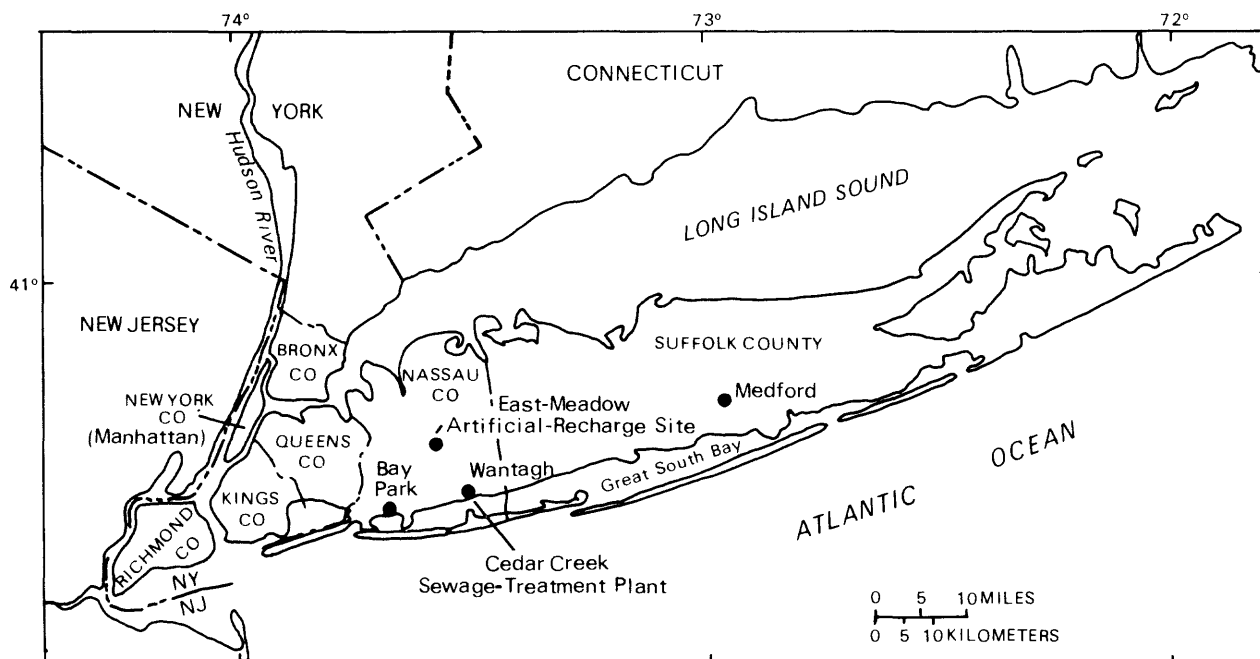 74°
73°
72°
CONNECTICUT
NEW YORK
Hudson River
LONG ISLAND SOUND
41°
NEW JERSEY
BRONX
CO
SUFFOLK COUNTY
NASSAU
CO
Medford
NEW YORK
CO
(Manhattan)
East-Meadow
Artificial-Recharge Site
QUEENS
CO
OCEAN
ATLANTIC
Great South Bay
Bay
Park
Wantagh
KINGS
CO
RICHMOND
CO
Cedar Creek
Sewage-Treatment Plant
NY
NJ
0 5 10 MILES
0 5 10 KILOMETERS